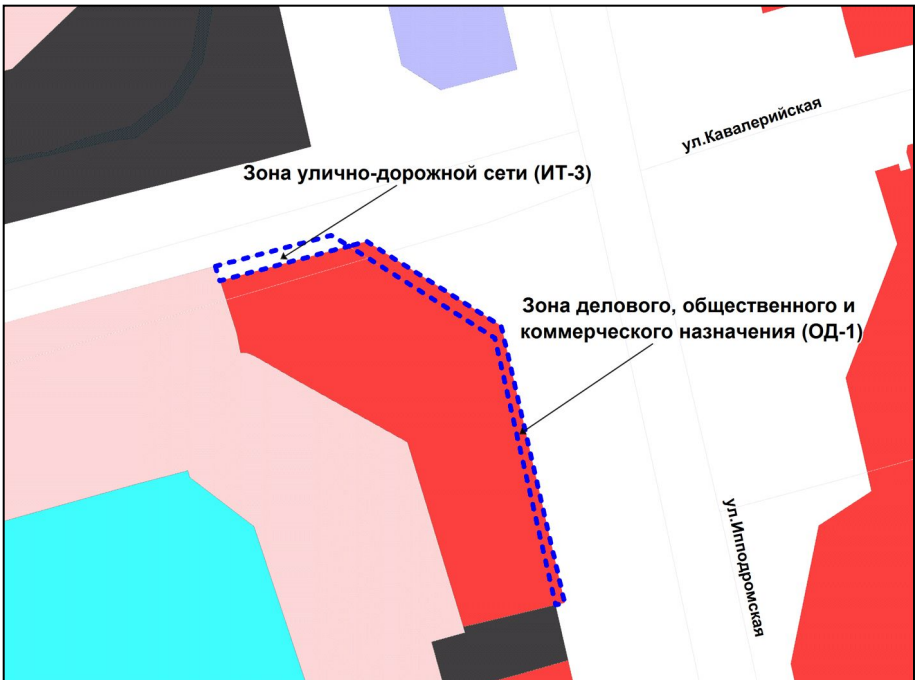 ул.Кавалерийская
Зона улично-дорожной сети (ИТ-3)
Зона делового, общественного и
коммерческого назначения (ОД-1)
ул.Ипподромская